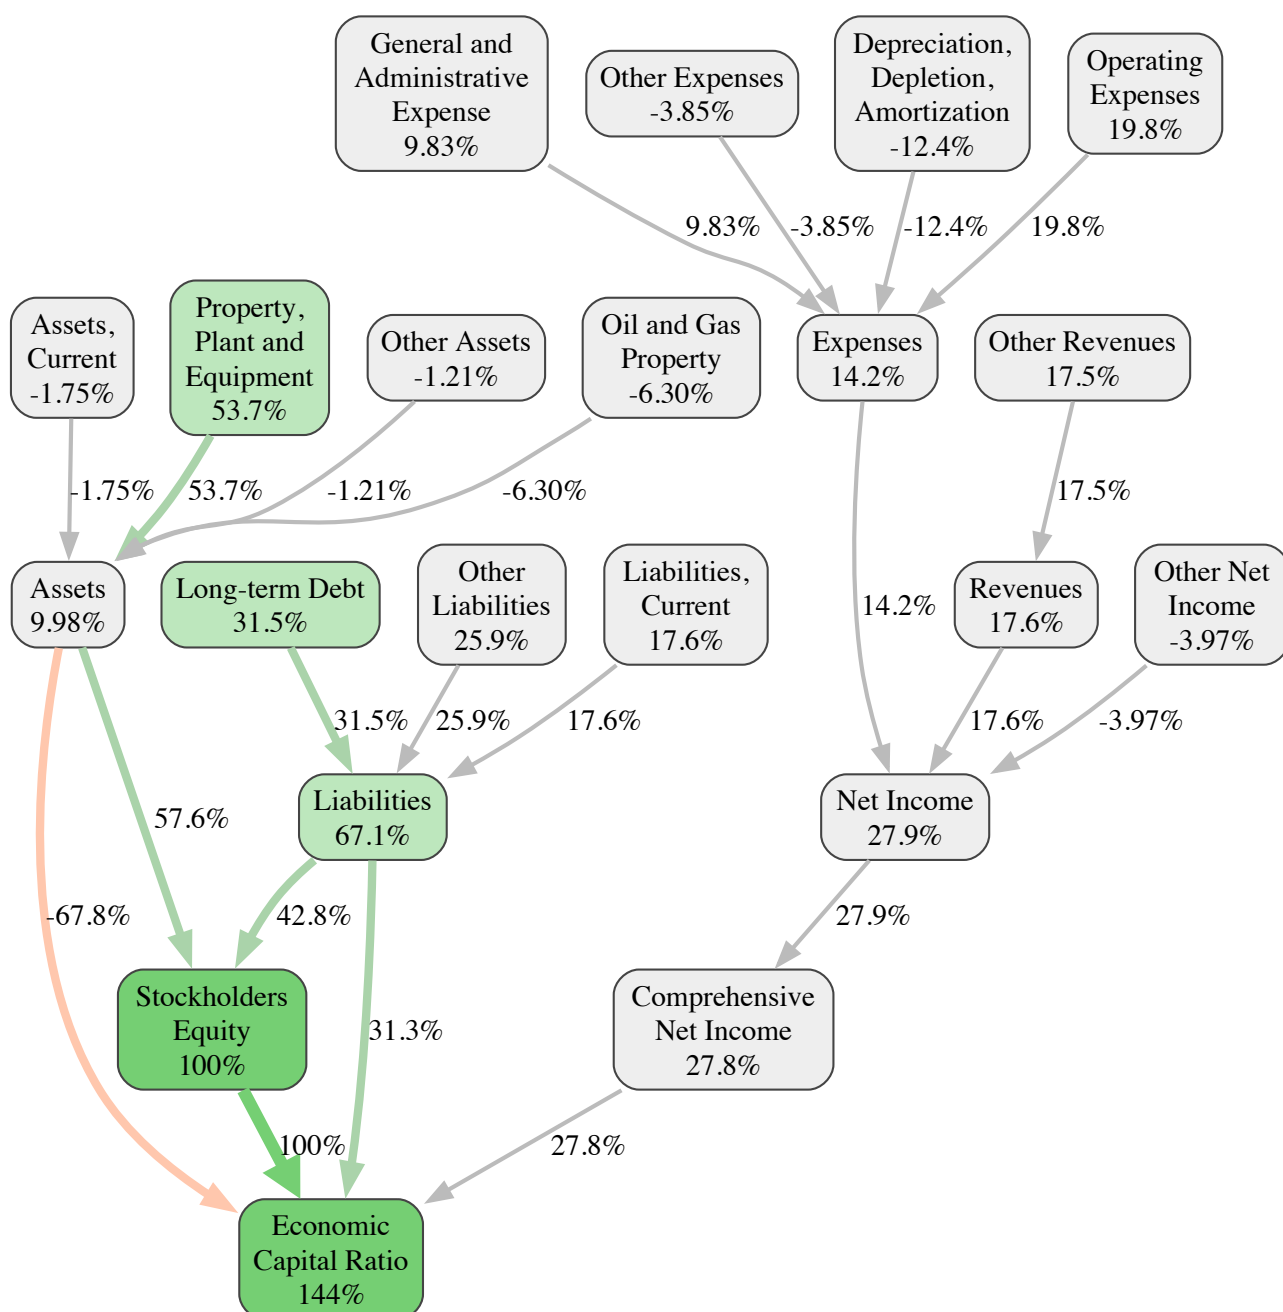 General and
Administrative
Expense
9.83%
Other Expenses
-3.85%
Depreciation,
Depletion,
Amortization
-12.4%
Operating
Expenses
19.8%
9.83%
-3.85%
-12.4%
19.8%
Assets,
Current
-1.75%
Property,
Plant and
Equipment
53.7%
Other Assets
-1.21%
Oil and Gas
Property
-6.30%
Expenses
14.2%
Other Revenues
17.5%
-1.75%
53.7%
-1.21%
-6.30%
17.5%
Assets
9.98%
Long-term Debt
31.5%
Other
Liabilities
25.9%
Liabilities,
Current
17.6%
14.2%
Revenues
17.6%
Other Net
Income
-3.97%
31.5%
25.9%
17.6%
17.6%
-3.97%
57.6%
Liabilities
67.1%
Net Income
27.9%
-67.8%
42.8%
27.9%
Stockholders
Equity
100%
31.3%
Comprehensive
Net Income
27.8%
100%
27.8%
Economic
Capital Ratio
144%